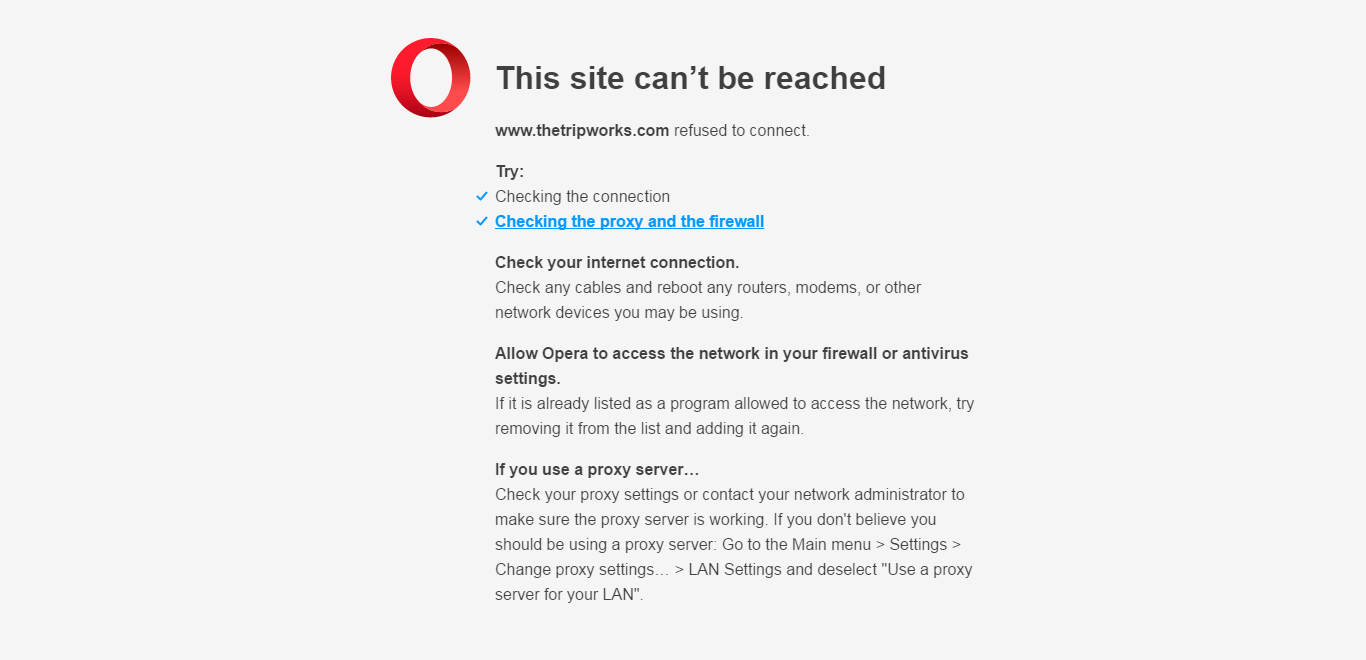 This site can’t be reached
www.thetripworks.com refused to connect.
Try:
Checking the connection
Checking the proxy and the firewall
Check your internet connection.
Check any cables and reboot any routers, modems, or other
network devices you may be using.
Allow Opera to access the network in your firewall or antivirus
settings.
If it is already listed as a program allowed to access the network, try
removing it from the list and adding it again.
If you use a proxy server…
Check your proxy settings or contact your network administrator to
make sure the proxy server is working. If you don't believe you
should be using a proxy server: Go to the Main menu > Settings >
Change proxy settings… > LAN Settings and deselect "Use a proxy
server for your LAN".